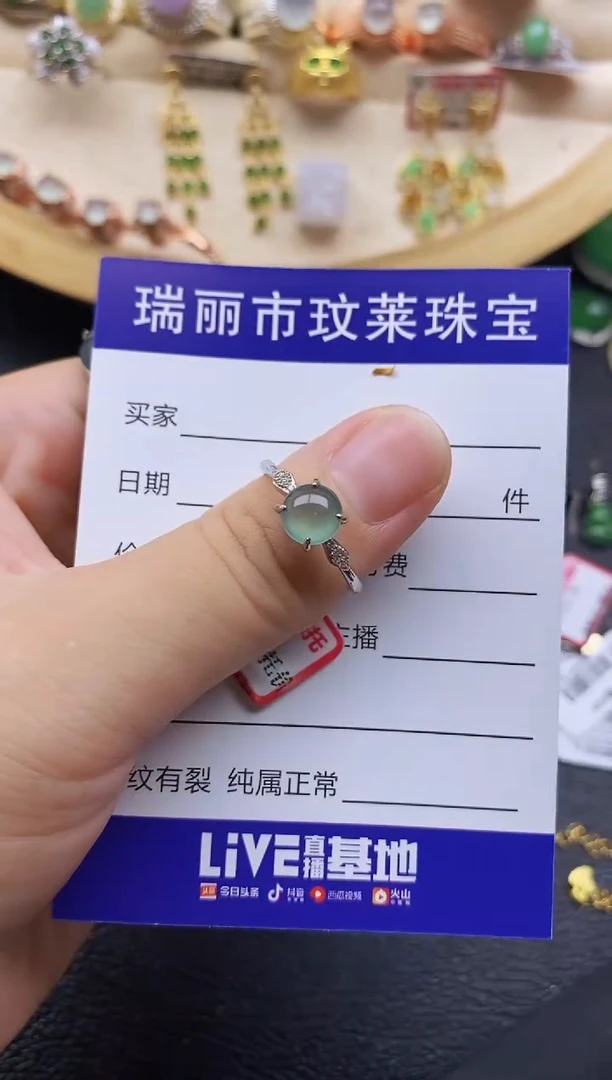 瑞丽市玟莱珠宝
买家
日期 件
费
主播
纹有裂 纯属正常
LiVE直播基地
今日头条 抖音 西瓜视频 火山